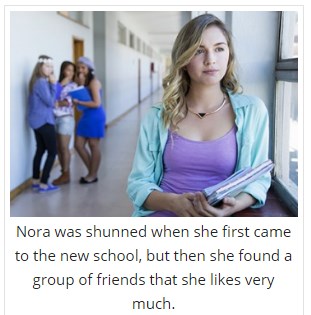 Nora was shunned when she first came
to the new school, but then she found a
group of friends that she likes very
much.